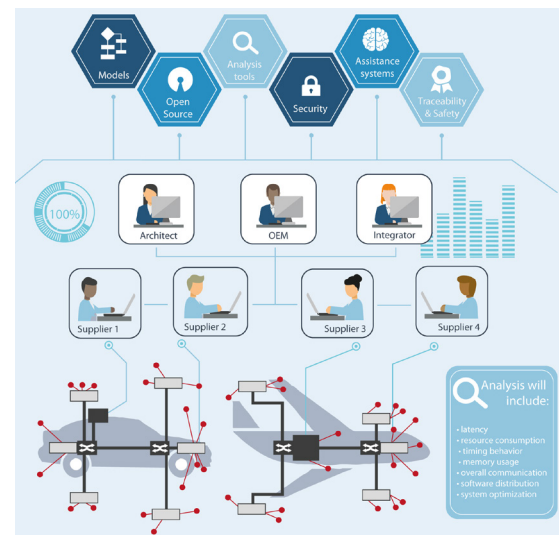 Models
Open
Source
Analysis
tools
Security
Assistance
systems
Traceability
& Safety
100%
Architect
OEM
Integrator
Supplier 1
Supplier 2
Supplier 3
Supplier 4
Analysis will
include:
• latency
• resource consumption
• timing behavior
• memory usage
• overall communication
• software distribution
• system optimization